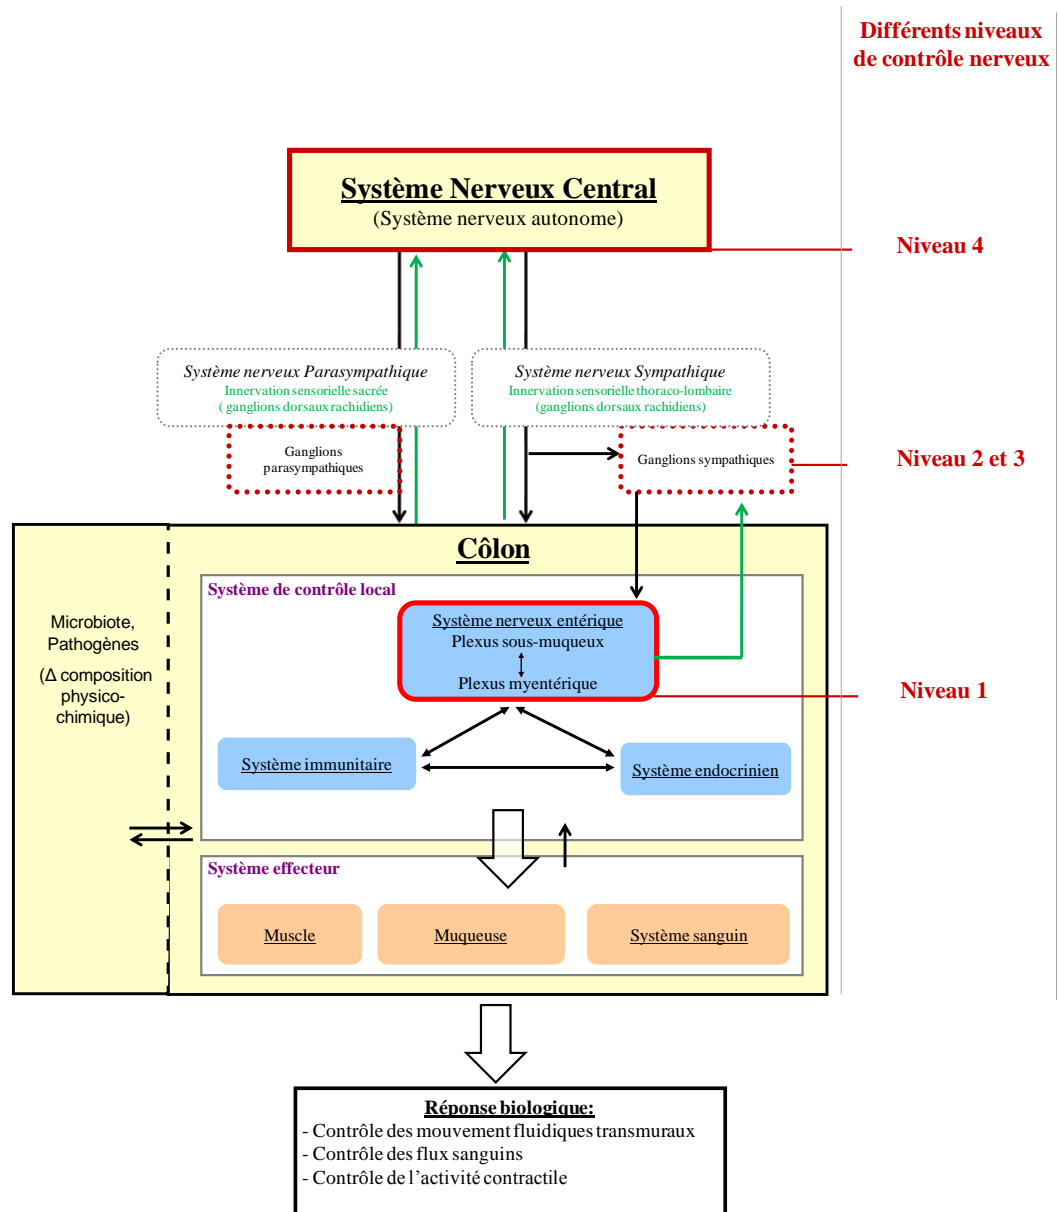 Différents niveaux
de contrôle nerveux
Système Nerveux Central
(Système nerveux autonome)
Niveau 4
Système nerveux Parasympathique
Innervation sensorielle sacrée
( ganglions dorsaux rachidiens)
Système nerveux Sympathique
Innervation sensorielle thoraco-lombaire
(ganglions dorsaux rachidiens)
Ganglions
parasympathiques
Ganglions sympathiques
Niveau 2 et 3
Côlon
Système de contrôle local
Microbiote,
Pathogènes
(Δ composition
physico-
chimique)
Système nerveux entérique
Plexus sous-muqueux
Plexus myentérique
Niveau 1
Système immunitaire
Système endocrinien
Système effecteur
Muscle
Muqueuse
Système sanguin
Réponse biologique:
- Contrôle des mouvement fluidiques transmuraux
- Contrôle des flux sanguins
- Contrôle de l’activité contractile